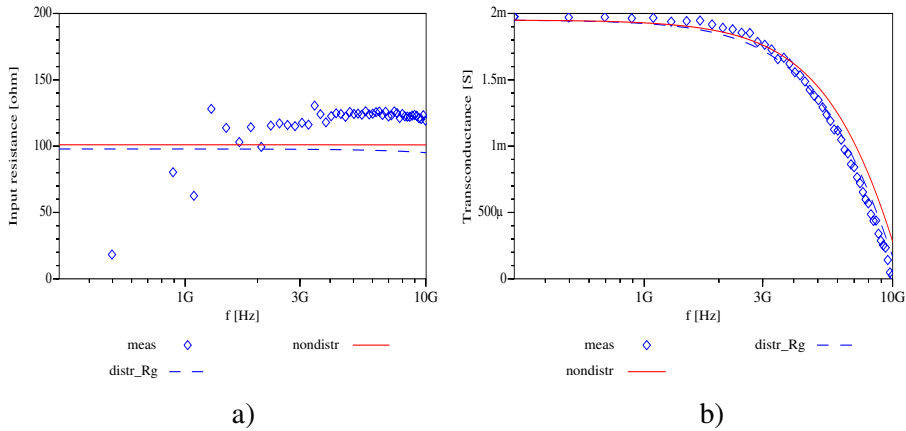 200
150
100
50
0
Input resistance [ohm]
1G
3G
10G
f [Hz]
meas
nondistr
distr_Rg
a)
2m
1.5m
1m
500µ
0
Transconductance [S]
1G
3G
10G
f [Hz]
meas
distr_Rg
nondistr
b)